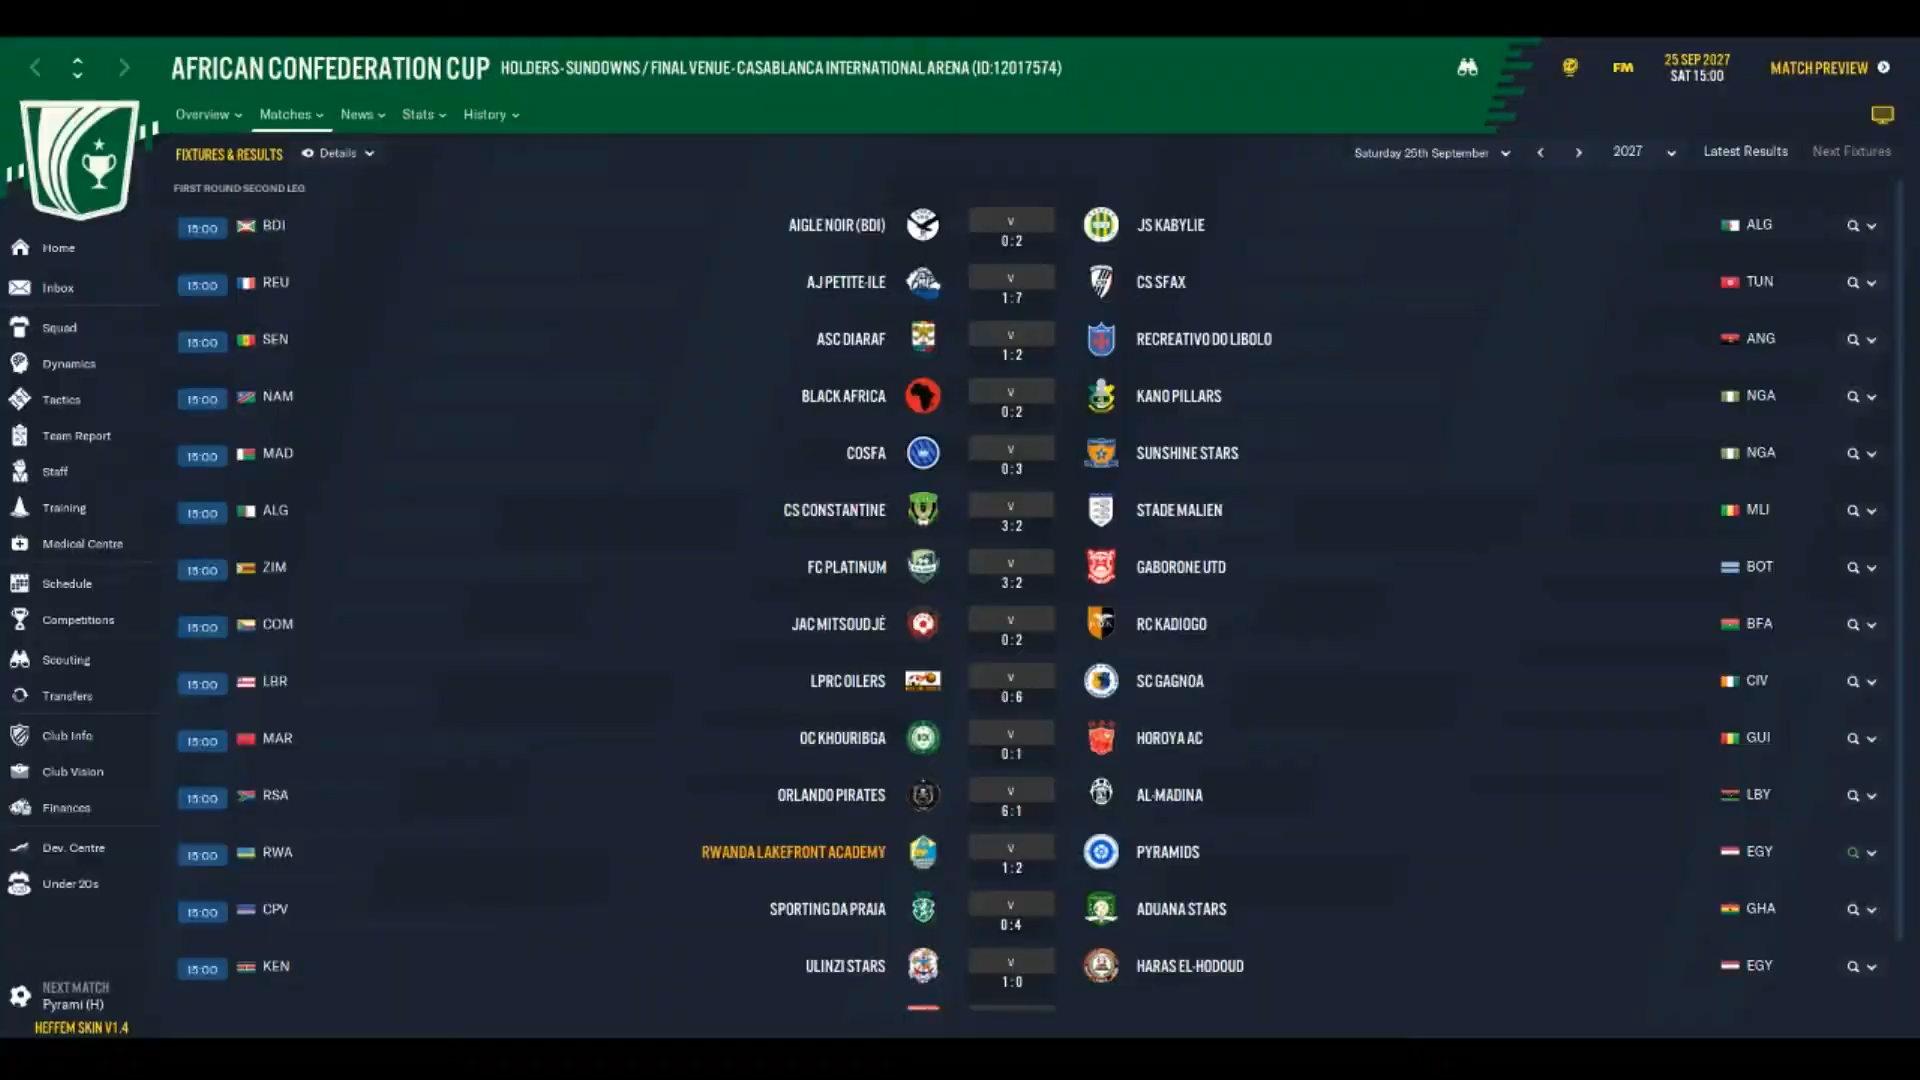 AFRICAN CONFEDERATION CUP HOLDERS - SUNDOWNS / FINAL VENUE - CASABLANCA INTERNATIONAL ARENA (ID:12017574)
FM
25 SEP 2027
SAT 15:00
MATCH PREVIEW
Overview Matches News Stats History
FIXTURES & RESULTS Details
Saturday 25th September 2027 Latest Results Next Fixtures
FIRST ROUND SECOND LEG
15:00 BDI AIGLE NOIR (BDI) v JS KABYLIE ALG
0:2
15:00 REU AJ PETITE-ILE v CS SFAX TUN
1:7
15:00 SEN ASC DIARAF v RECREATIVO DO LIBOLO ANG
1:2
15:00 NAM BLACK AFRICA v KANO PILLARS NGA
0:2
15:00 MAD COSFA v SUNSHINE STARS NGA
0:3
15:00 ALG CS CONSTANTINE v STADE MALIEN MLI
3:2
15:00 ZIM FC PLATINUM v GABORONE UTD BOT
3:2
15:00 COM JAC MITSOUDJÉ v RC KADIOGO BFA
0:2
15:00 LBR LPRC OILERS v SC GAGNOA CIV
0:6
15:00 MAR OC KHOURIBGA v HOROYA AC GUI
0:1
15:00 RSA ORLANDO PIRATES v AL-MADINA LBY
6:1
15:00 RWA RWANDA LAKEFRONT ACADEMY v PYRAMIDS EGY
1:2
15:00 CPV SPORTING DA PRAIA v ADUANA STARS GHA
0:4
15:00 KEN ULINZI STARS v HARAS EL-HODOUD EGY
1:0
Home
Inbox
Squad
Dynamics
Tactics
Team Report
Staff
Training
Medical Centre
Schedule
Competitions
Scouting
Transfers
Club Info
Club Vision
Finances
Dev. Centre
Under 20s
NEXT MATCH
Pyrami (H)
HEFFEM SKIN V1.4